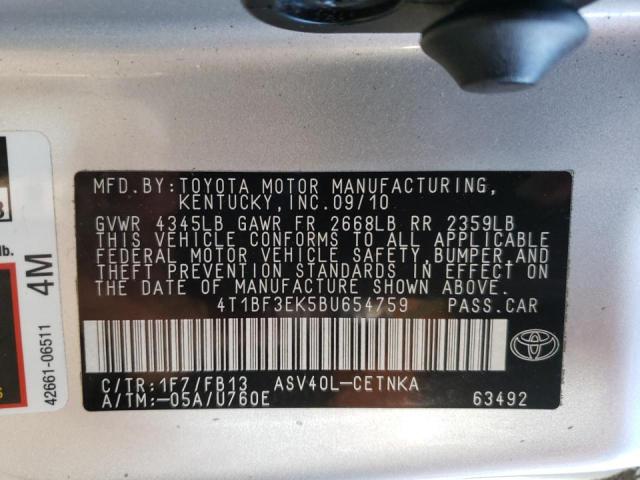 MFD.BY:TOYOTA MOTOR MANUFACTURING,
KENTUCKY,INC.09/10
GVWR 4345LB GAWR FR 2668LB RR 2359LB
THIS VEHICLE CONFORMS TO ALL APPLICABLE
FEDERAL MOTOR VEHICLE SAFETY,BUMPER,AND
THEFT PREVENTION STANDARDS IN EFFECT ON
THE DATE OF MANUFACTURE SHOWN ABOVE.
4T1BF3EK5BU654759 PASS.CAR
C/TR:1F7/FB13 ASV40L-CETNKA
A/TM:-05A/U760E 63492
TOYOTA
lb.
4M
42661-06511